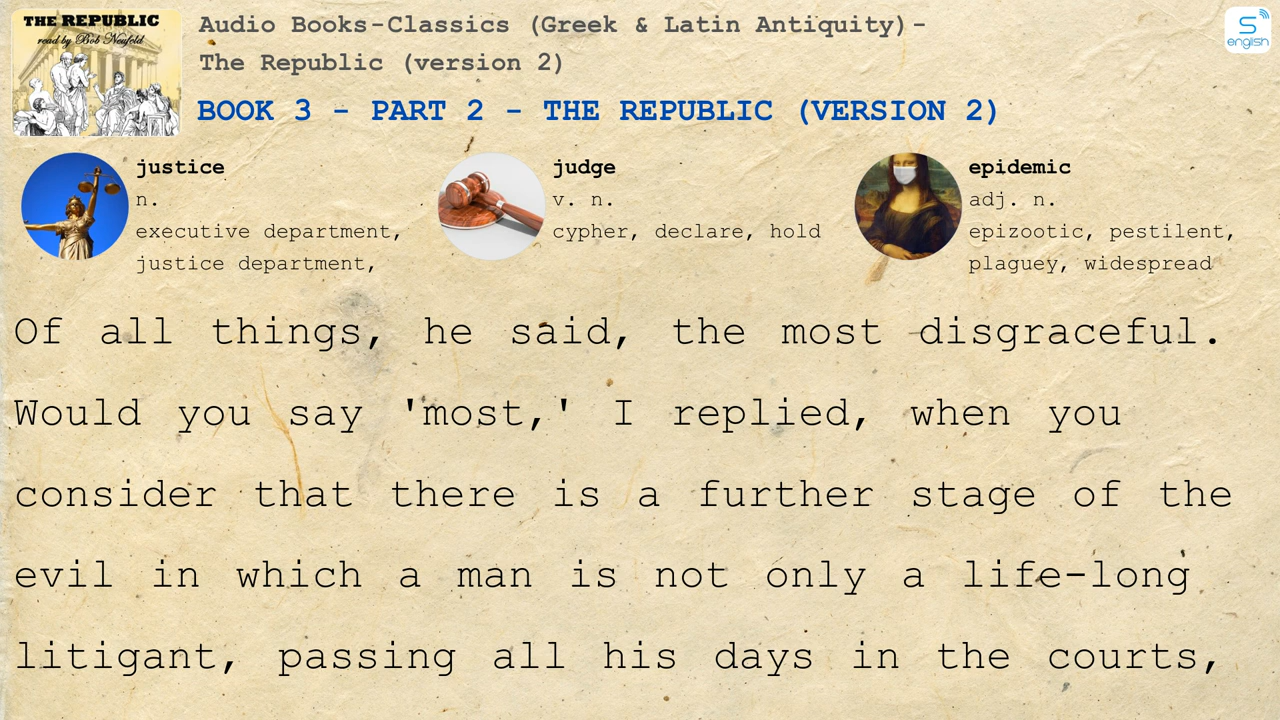 THE REPUBLIC
read by Bob Neufeld
Audio Books-Classics (Greek & Latin Antiquity)-
The Republic (version 2)
BOOK 3 - PART 2 - THE REPUBLIC (VERSION 2)
S
english
justice
n.
executive department,
justice department,
judge
v. n.
cypher, declare, hold
epidemic
adj. n.
epizootic, pestilent,
plaguey, widespread
Of all things, he said, the most disgraceful.
Would you say 'most,' I replied, when you
consider that there is a further stage of the
evil in which a man is not only a life-long
litigant, passing all his days in the courts,